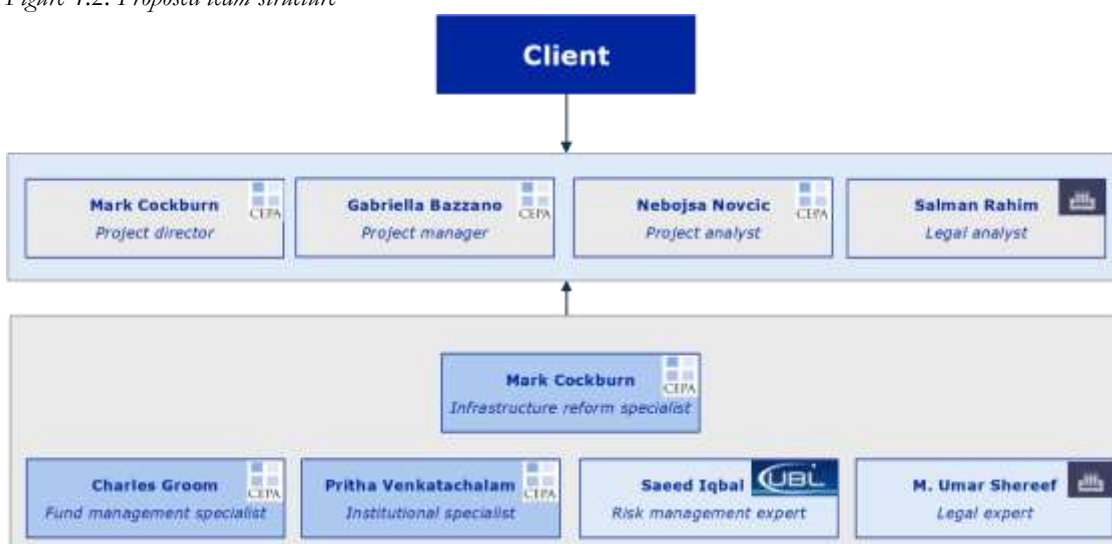 Figure 4.2: Proposed team structure
Client
Mark Cockburn
Project director
CEPA
Gabriella Bazzano
Project manager
CEPA
Nebojsa Novcic
Project analyst
CEPA
Salman Rahim
Legal analyst
Mark Cockburn
Infrastructure reform specialist
CEPA
Charles Groom
Fund management specialist
CEPA
Pritha Venkatachalam
Institutional specialist
CEPA
Saeed Iqbal
Risk management expert
UBL
M. Umar Shereef
Legal expert